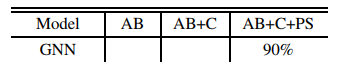 Model AB AB+C AB+C+PS
GNN 90%